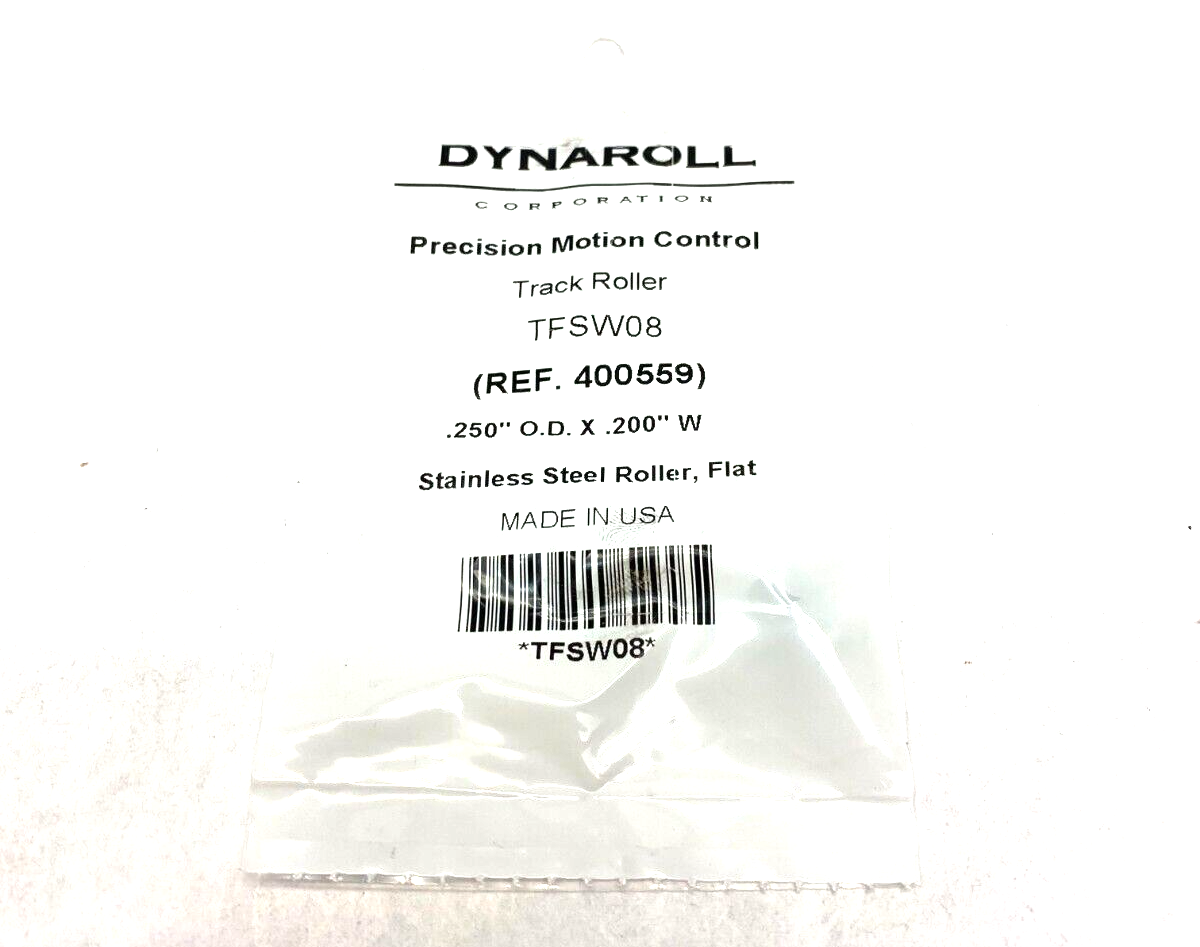 DYNAROLL
CORPORATION
Precision Motion Control
Track Roller
TFSW08
(REF. 400559)
.250" O.D. X .200" W
Stainless Steel Roller, Flat
MADE IN USA
*TFSW08*